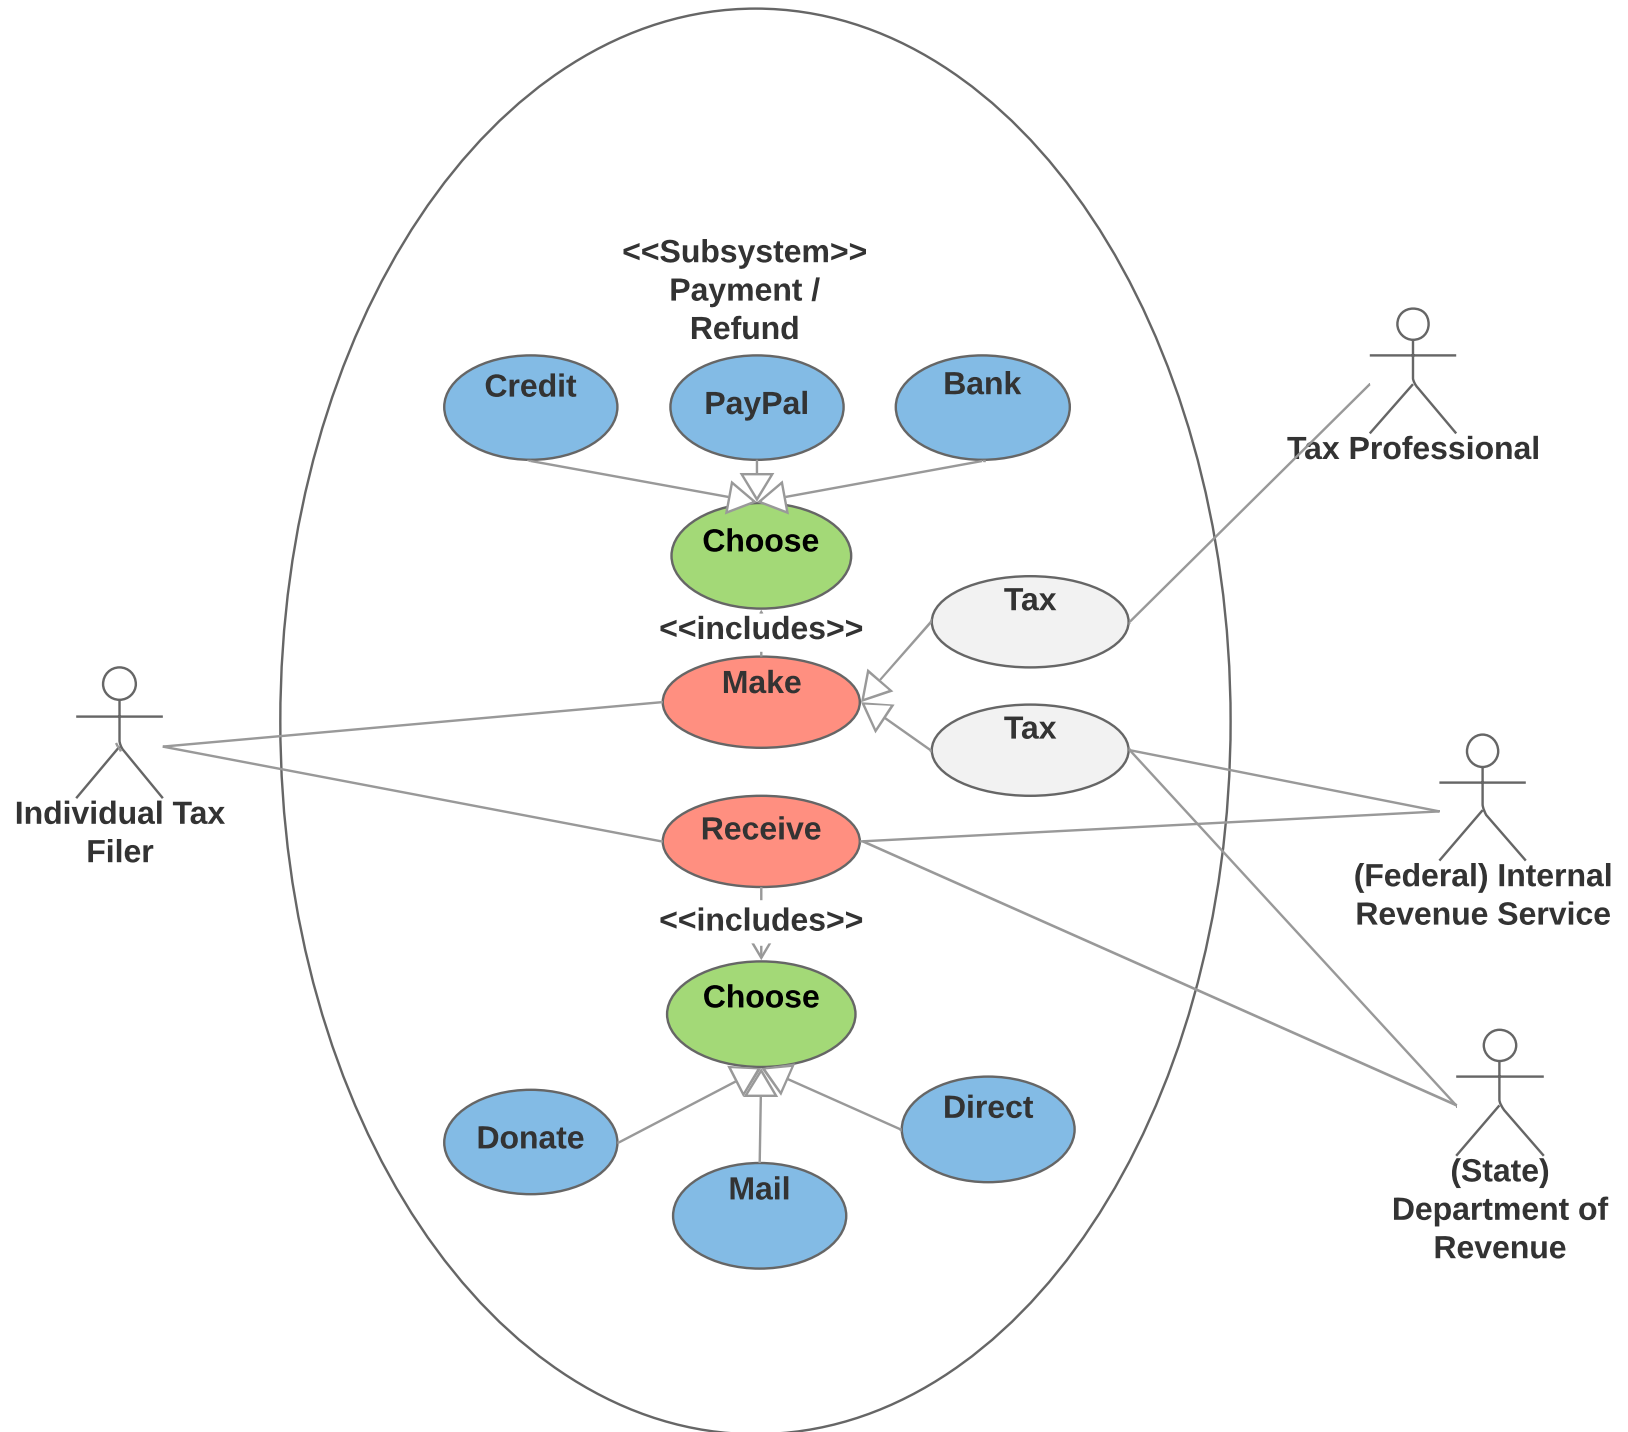 <<Subsystem>>
Payment /
Refund
Credit
PayPal
Bank
Tax Professional
Choose
Tax
<<includes>>
Make
Tax
Individual Tax
Filer
Receive
(Federal) Internal
Revenue Service
<<includes>>
Choose
Donate
Direct
Mail
(State)
Department of
Revenue